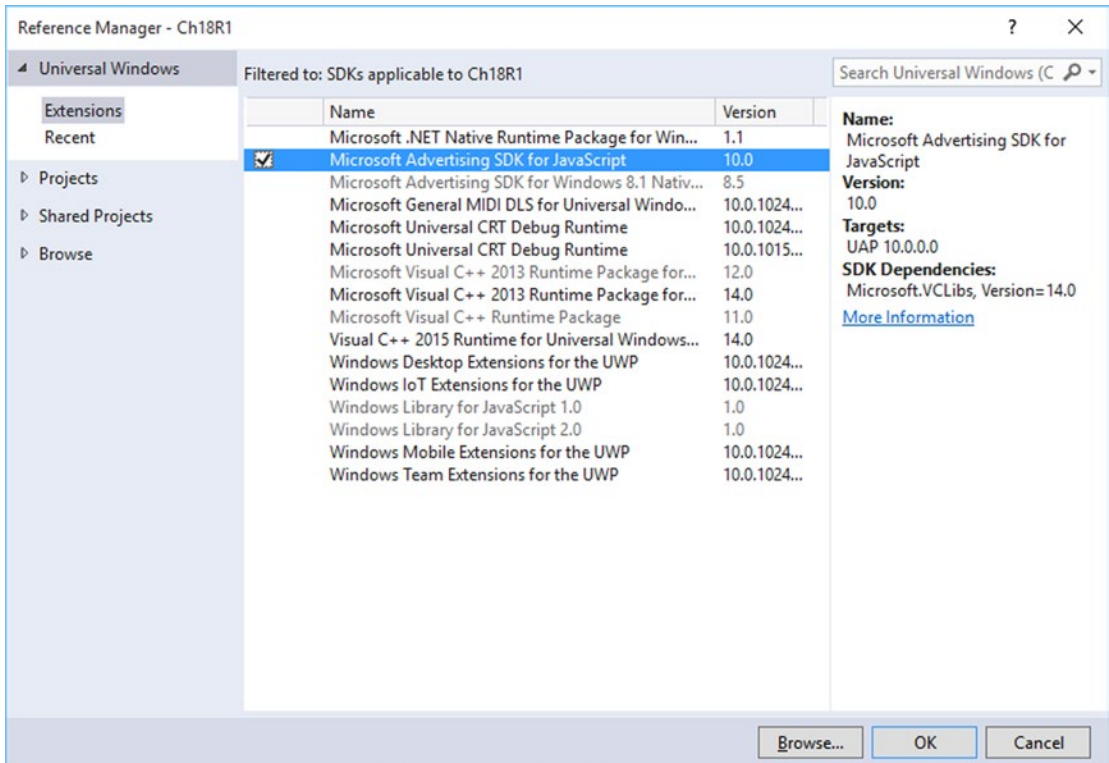 Reference Manager - Ch18R1
Universal Windows
Extensions
Recent
Projects
Shared Projects
Browse
Filtered to: SDKs applicable to Ch18R1
Search Universal Windows (C
Name Version
Microsoft .NET Native Runtime Package for Win... 1.1
Microsoft Advertising SDK for JavaScript 10.0
Microsoft Advertising SDK for Windows 8.1 Nativ... 8.5
Microsoft General MIDI DLS for Universal Windo... 10.0.1024...
Microsoft Universal CRT Debug Runtime 10.0.1024...
Microsoft Universal CRT Debug Runtime 10.0.1015...
Microsoft Visual C++ 2013 Runtime Package for... 12.0
Microsoft Visual C++ 2013 Runtime Package for... 14.0
Microsoft Visual C++ Runtime Package 11.0
Visual C++ 2015 Runtime for Universal Windows... 14.0
Windows Desktop Extensions for the UWP 10.0.1024...
Windows IoT Extensions for the UWP 10.0.1024...
Windows Library for JavaScript 1.0 1.0
Windows Library for JavaScript 2.0 1.0
Windows Mobile Extensions for the UWP 10.0.1024...
Windows Team Extensions for the UWP 10.0.1024...
Name:
Microsoft Advertising SDK for
JavaScript
Version:
10.0
Targets:
UAP 10.0.0.0
SDK Dependencies:
Microsoft.VCLibs, Version=14.0
More Information
Browse...
OK
Cancel